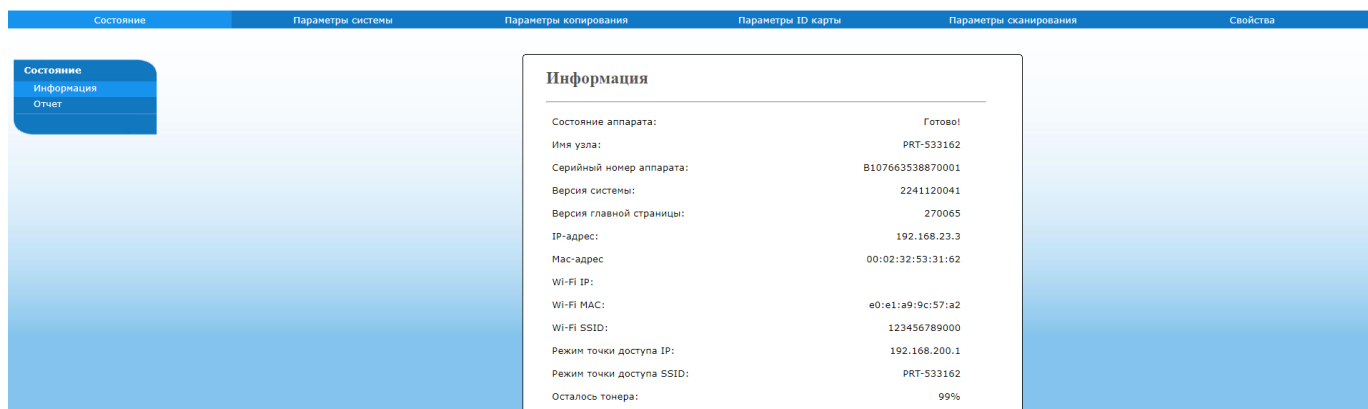 Состояние Параметры системы Параметры копирования Параметры ID карты Параметры сканирования Свойства
Состояние
Информация
Отчет
Информация
Состояние аппарата: Готово!
Имя узла: PRT-533162
Серийный номер аппарата: B107663538870001
Версия системы: 2241120041
Версия главной страницы: 270065
IP-адрес: 192.168.23.3
Mac-адрес 00:02:32:53:31:62
Wi-Fi IP:
Wi-Fi MAC: e0:e1:a9:9c:57:a2
Wi-Fi SSID: 123456789000
Режим точки доступа IP: 192.168.200.1
Режим точки доступа SSID: PRT-533162
Осталось тонера: 99%